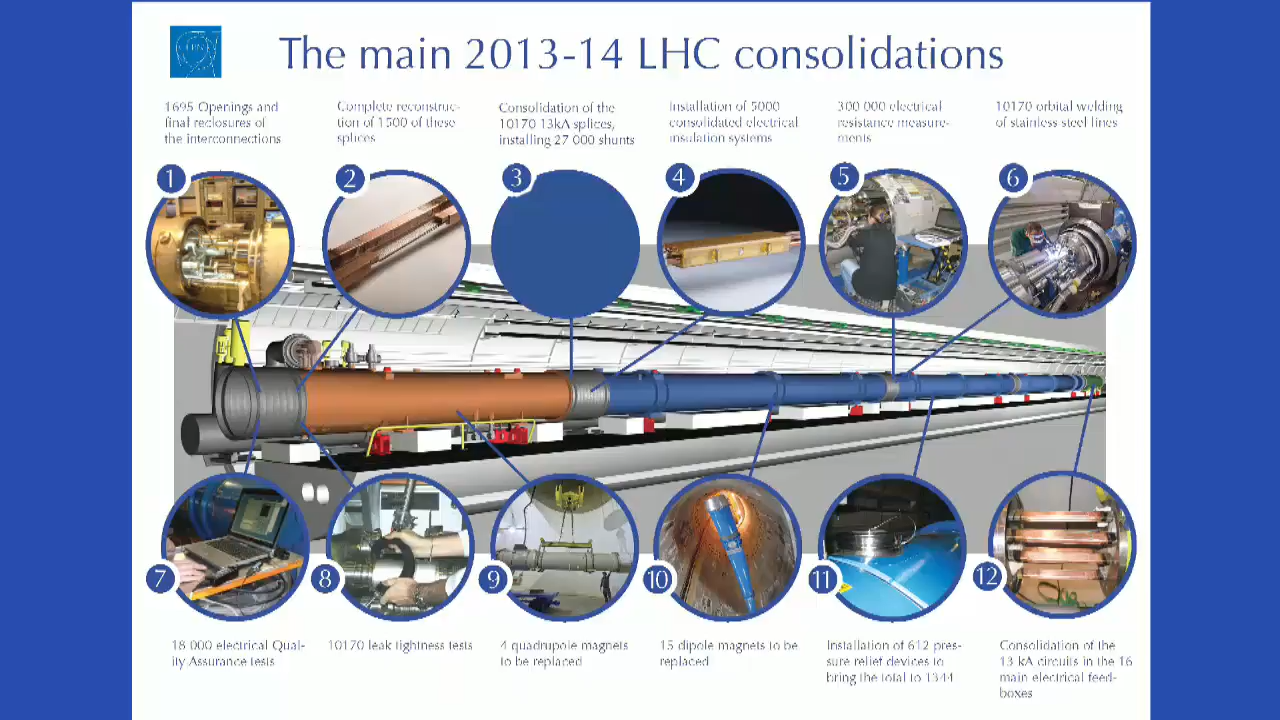 The main 2013-14 LHC consolidations
1695 Openings and
final reclosures of
the interconnections
Complete reconstruc-
tion of 1500 of these
splices
Consolidation of the
10170 13kA splices,
installing 27 000 shunts
Installation of 5000
consolidated electrical
insulation systems
300 000 electrical
resistance measure-
ments
10170 orbital welding
of stainless steel lines
1
2
3
4
5
6
7
8
9
10
11
12
18 000 electrical Qual-
ity Assurance tests
10170 leak tightness tests
4 quadrupole magnets
to be replaced
15 dipole magnets to be
replaced
Installation of 612 pres-
sure relief devices to
bring the total to 1344
Consolidation of the
13 kA circuits in the 16
main electrical feed-
boxes